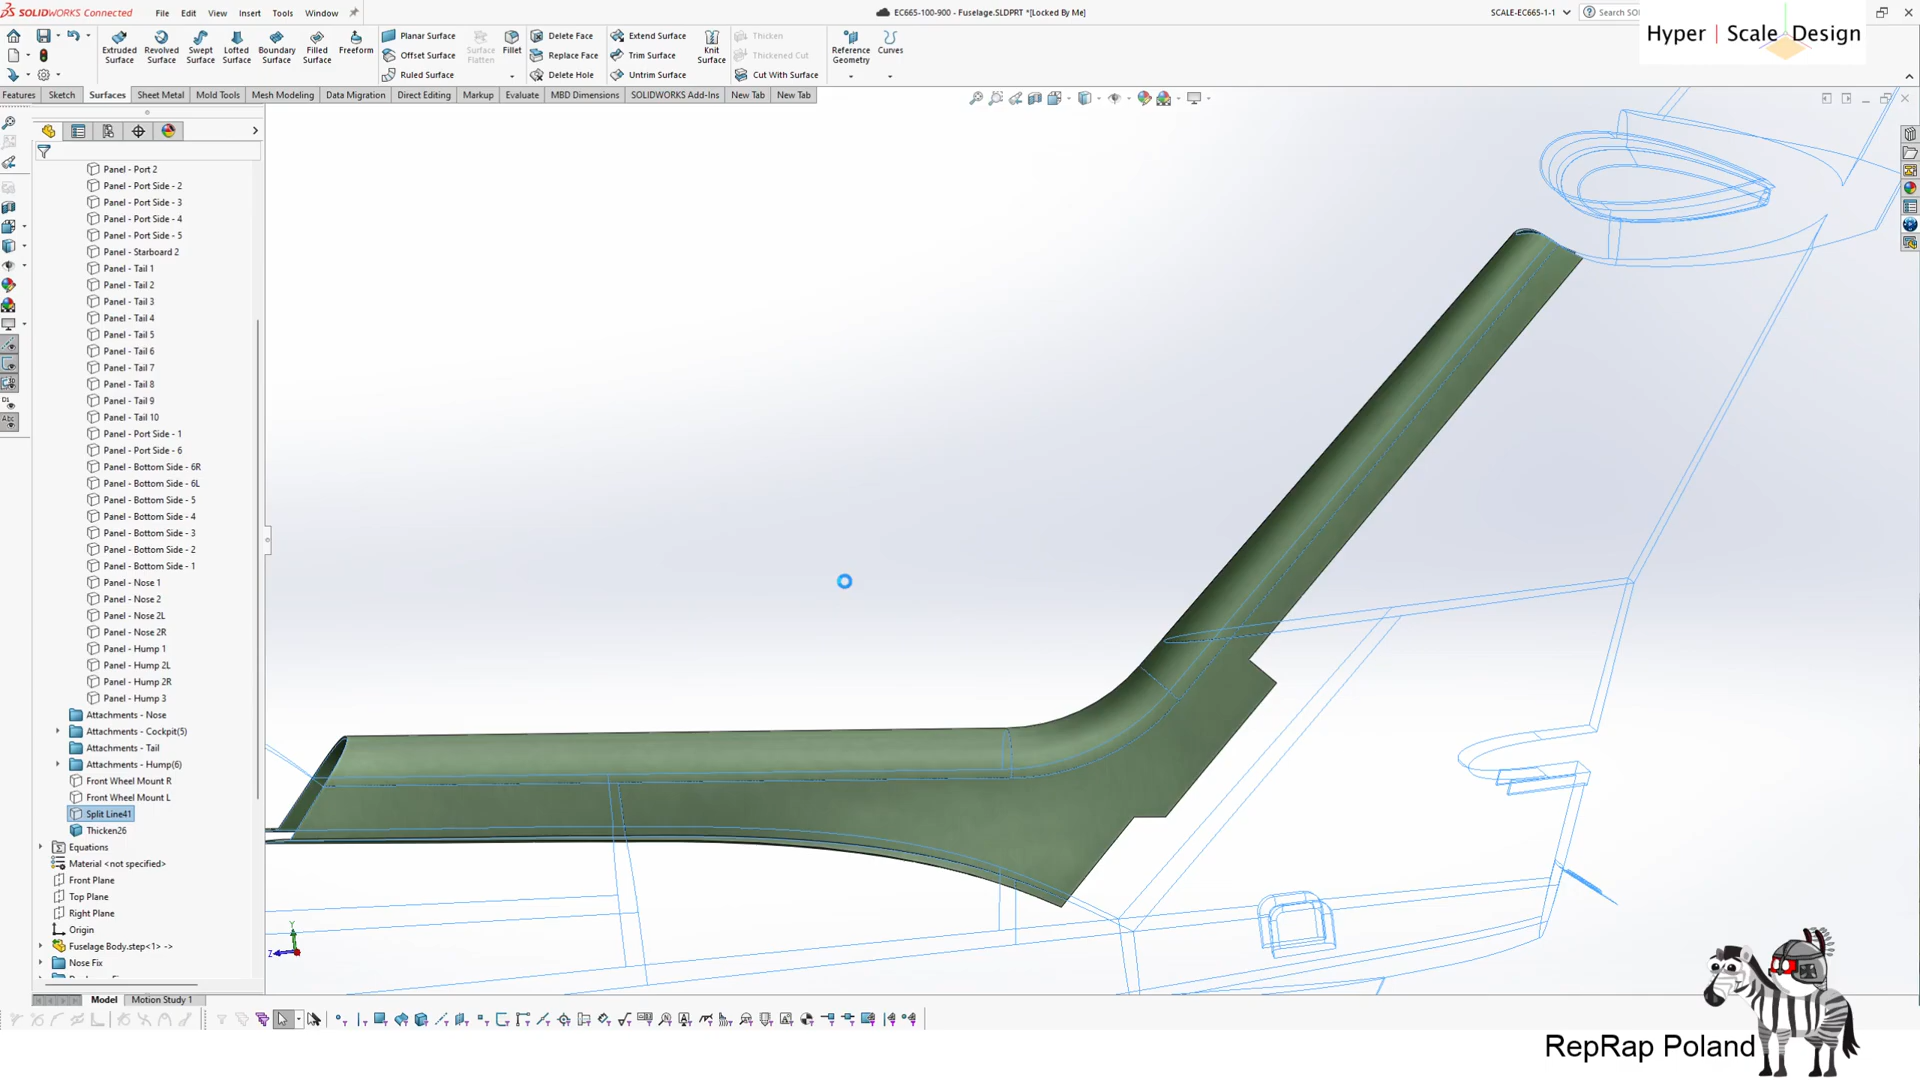 SOLIDWORKS Connected File Edit View Insert Tools Window EC665-100-900 - Fuselage.SLDPRT *[Locked By Me] SCALE-EC665-1-1 Search SOL
Hyper | Scale Design
Extruded Surface Revolved Surface Swept Surface Lofted Surface Boundary Surface Filled Surface Freeform Planar Surface Offset Surface Ruled Surface Surface Flatten Fillet Delete Face Replace Face Delete Hole Extend Surface Trim Surface Untrim Surface Knit Surface Thicken Thickened Cut Cut With Surface Reference Geometry Curves
Features Sketch Surfaces Sheet Metal Mold Tools Mesh Modeling Data Migration Direct Editing Markup Evaluate MBD Dimensions SOLIDWORKS Add-Ins New Tab New Tab
Panel - Port 2
Panel - Port Side - 2
Panel - Port Side - 3
Panel - Port Side - 4
Panel - Port Side - 5
Panel - Starboard 2
Panel - Tail 1
Panel - Tail 2
Panel - Tail 3
Panel - Tail 4
Panel - Tail 5
Panel - Tail 6
Panel - Tail 7
Panel - Tail 8
Panel - Tail 9
Panel - Tail 10
Panel - Port Side - 1
Panel - Port Side - 6
Panel - Bottom Side - 6R
Panel - Bottom Side - 6L
Panel - Bottom Side - 5
Panel - Bottom Side - 4
Panel - Bottom Side - 3
Panel - Bottom Side - 2
Panel - Bottom Side - 1
Panel - Nose 1
Panel - Nose 2
Panel - Nose 2L
Panel - Nose 2R
Panel - Hump 1
Panel - Hump 2L
Panel - Hump 2R
Panel - Hump 3
Attachments - Nose
Attachments - Cockpit(5)
Attachments - Tail
Attachments - Hump(6)
Front Wheel Mount R
Front Wheel Mount L
Split Line41
Thicken26
Equations
Material <not specified>
Front Plane
Top Plane
Right Plane
Origin
Fuselage Body.step<1> ->
Nose Fix
Y
Z
Model Motion Study 1
RepRap Poland